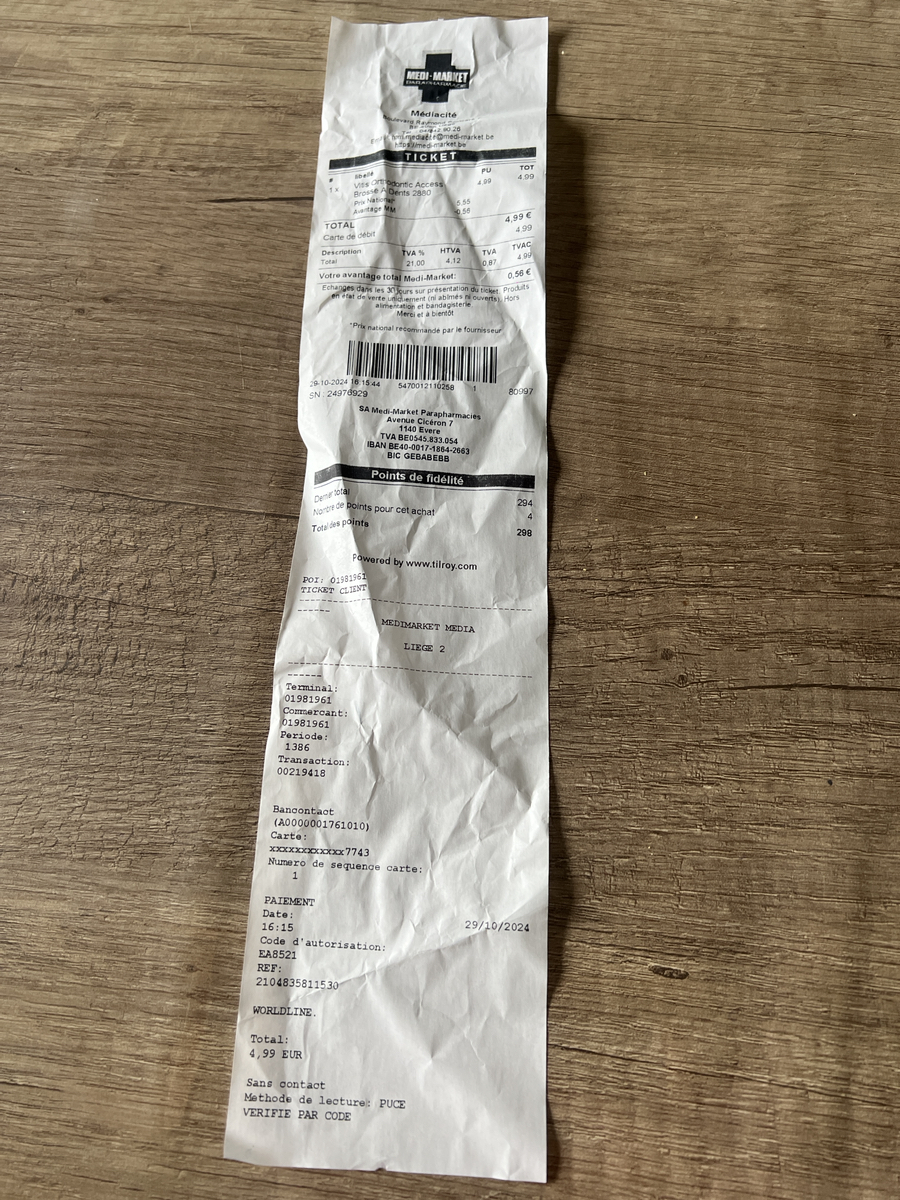 MEDI-MARKET
PARAPHARMACIE
Médiacité
Boulevard Raymond
mediacite@medi-market.be
https://medi-market.be
TICKET
# libellé PU TOT
1 x Vitis Orthodontic Access 4.99 4.99
Brosse A Dents 2880
Prix National* 5.55
Avantage MM -0.56
TOTAL 4,99 €
Carte de débit 4.99
Description TVA % HTVA TVA TVAC
Total 21,00 4.12 0,87 4.99
Votre avantage total Medi-Market: 0,56 €
Echanges dans les 30 jours sur présentation du ticket. Produits
en état de vente uniquement (ni abîmés ni ouverts). Hors
alimentation et bandagisterie
Merci et à bientôt
*Prix national recommandé par le fournisseur
29-10-2024 16:15:44 5470012110258 1 80997
SN : 24976929
SA Medi-Market Parapharmacies
Avenue Cicéron 7
1140 Evere
TVA BE0545.833.054
IBAN BE40-0017-1864-2663
BIC GEBABEBB
Points de fidélité
Dernier total 294
Nombre de points pour cet achat 4
Total des points 298
Powered by www.tilroy.com
POI: 01981961
TICKET CLIENT
MEDIMARKET MEDIA
LIEGE 2
Terminal:
01981961
Commercant:
01981961
Periode:
1386
Transaction:
00219418
Bancontact
(A0000001761010)
Carte:
xxxxxxxxxxxx7743
Numero de sequence carte:
1
PAIEMENT
Date:
16:15 29/10/2024
Code d'autorisation:
EA8521
REF:
2104835811530
WORLDLINE.
Total:
4,99 EUR
Sans contact
Methode de lecture: PUCE
VERIFIE PAR CODE